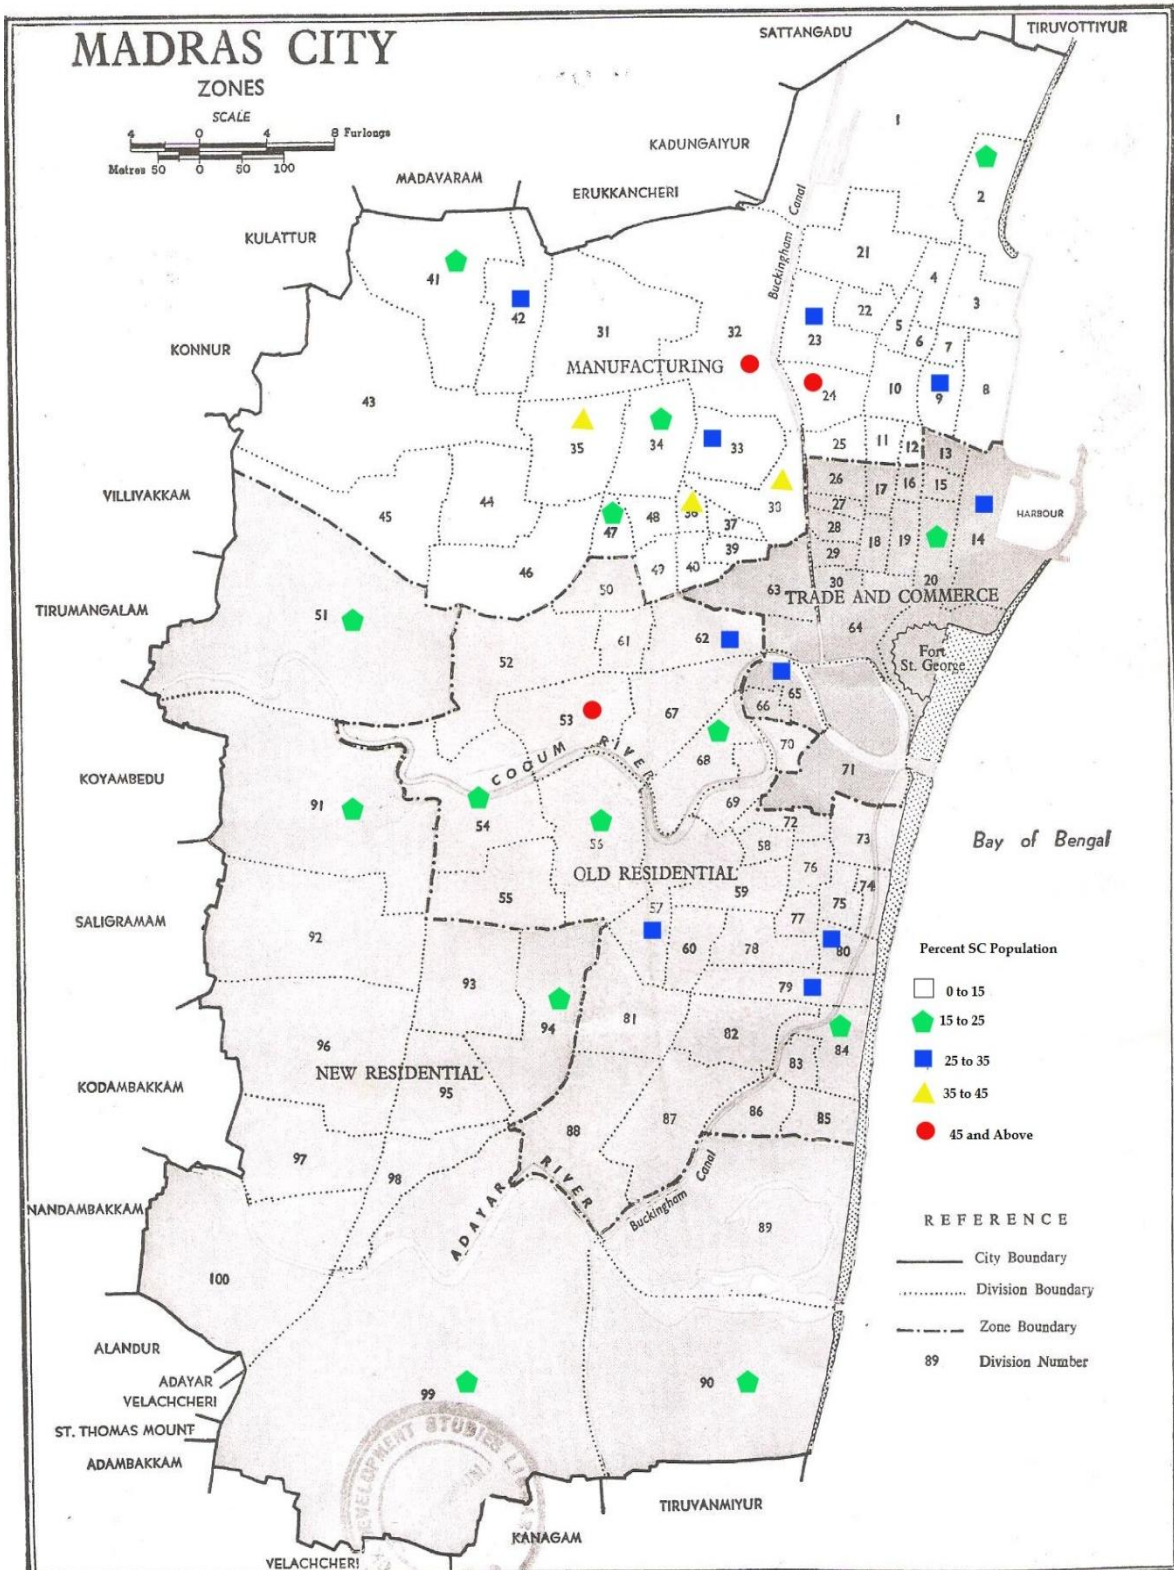 MADRAS CITY
ZONES
SCALE
4 0 4 8 Furlongs
Metres 50 0 50 100
SATTANGADU
TIRUVOTTIYUR
KADUNGAIYUR
MADAVARAM
ERUKKANCHERI
KULATTUR
KONNUR
VILLIVAKKAM
TIRUMANGALAM
KOYAMBEDU
SALIGRAMAM
KODAMBAKKAM
NANDAMBAKKAM
ALANDUR
ADAYAR
VELACHCHERI
ST. THOMAS MOUNT
ADAMBAKKAM
VELACHCHERI
KANAGAM
TIRUVANMIYUR
Buckingham Canal
1
2
21
4
3
22
23
5
6
7
8
9
10
24
25
11
12
13
41
42
31
32
MANUFACTURING
43
35
34
33
45
44
46
47
48
36
37
38
39
49
40
26
27
28
29
30
17
16
15
18
19
20
14
HARBOUR
TRADE AND COMMERCE
63
64
Fort
St. George
50
51
52
61
62
53
67
65
66
68
70
71
COOUM RIVER
54
56
69
72
73
58
Bay of Bengal
91
OLD RESIDENTIAL
76
74
59
75
55
57
77
92
60
78
80
93
94
79
81
82
84
83
96
NEW RESIDENTIAL
95
87
86
85
88
97
98
ADAYAR RIVER
Buckingham Canal
89
100
99
90
Percent SC Population
0 to 15
15 to 25
25 to 35
35 to 45
45 and Above
REFERENCE
City Boundary
Division Boundary
Zone Boundary
89 Division Number
DEVELOPMENT STUDIES